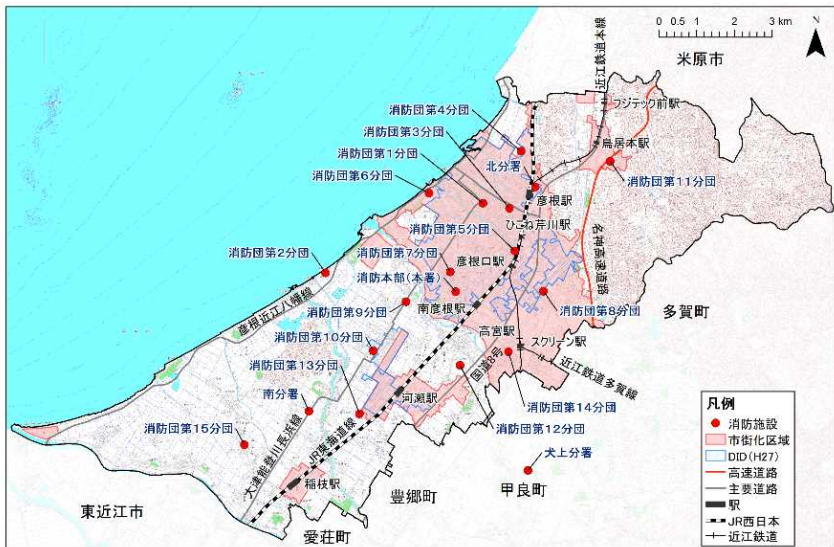 0 0.5 1 2 3 km
近江鉄道本線
米原市
フジテック前駅
消防団第4分団
消防団第3分団
鳥居本駅
消防団第1分団
北分署
消防団第6分団
消防団第11分団
彦根駅
ひこね芹川駅
消防団第5分団
名神高速道路
消防団第2分団
消防団第7分団
彦根口駅
消防本部(本署)
彦根近江八幡線
南彦根駅
消防団第9分団
消防団第8分団
多賀町
高宮駅
スクリーン駅
消防団第10分団
国道8号
近江鉄道多賀線
消防団第13分団
河瀬駅
南分署
消防団第14分団
消防団第12分団
消防団第15分団
大津能登川長浜線
JR東海道線
犬上分署
稲枝駅
豊郷町
甲良町
東近江市
愛荘町
凡例
消防施設
市街化区域
DID(H27)
高速道路
主要道路
駅
JR西日本
近江鉄道